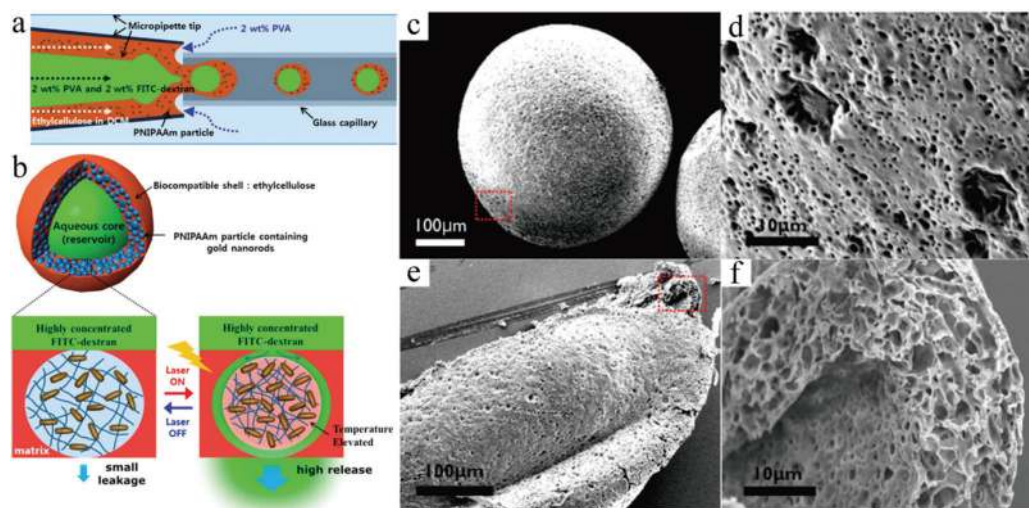 a
Micropipette tip
2 wt% PVA
2 wt% PVA and 2 wt% FITC-dextran
Ethylcellulose in DCM
PNIPAAm particle
Glass capillary
b
Biocompatible shell : ethylcellulose
Aqueous core
(reservoir)
PNIPAAm particle containing
gold nanorods
Highly concentrated
FITC-dextran
Highly concentrated
FITC-dextran
Laser
ON
Laser
OFF
Temperature
Elevated
matrix
small
leakage
high release
c
100μm
d
10μm
e
100μm
f
10μm